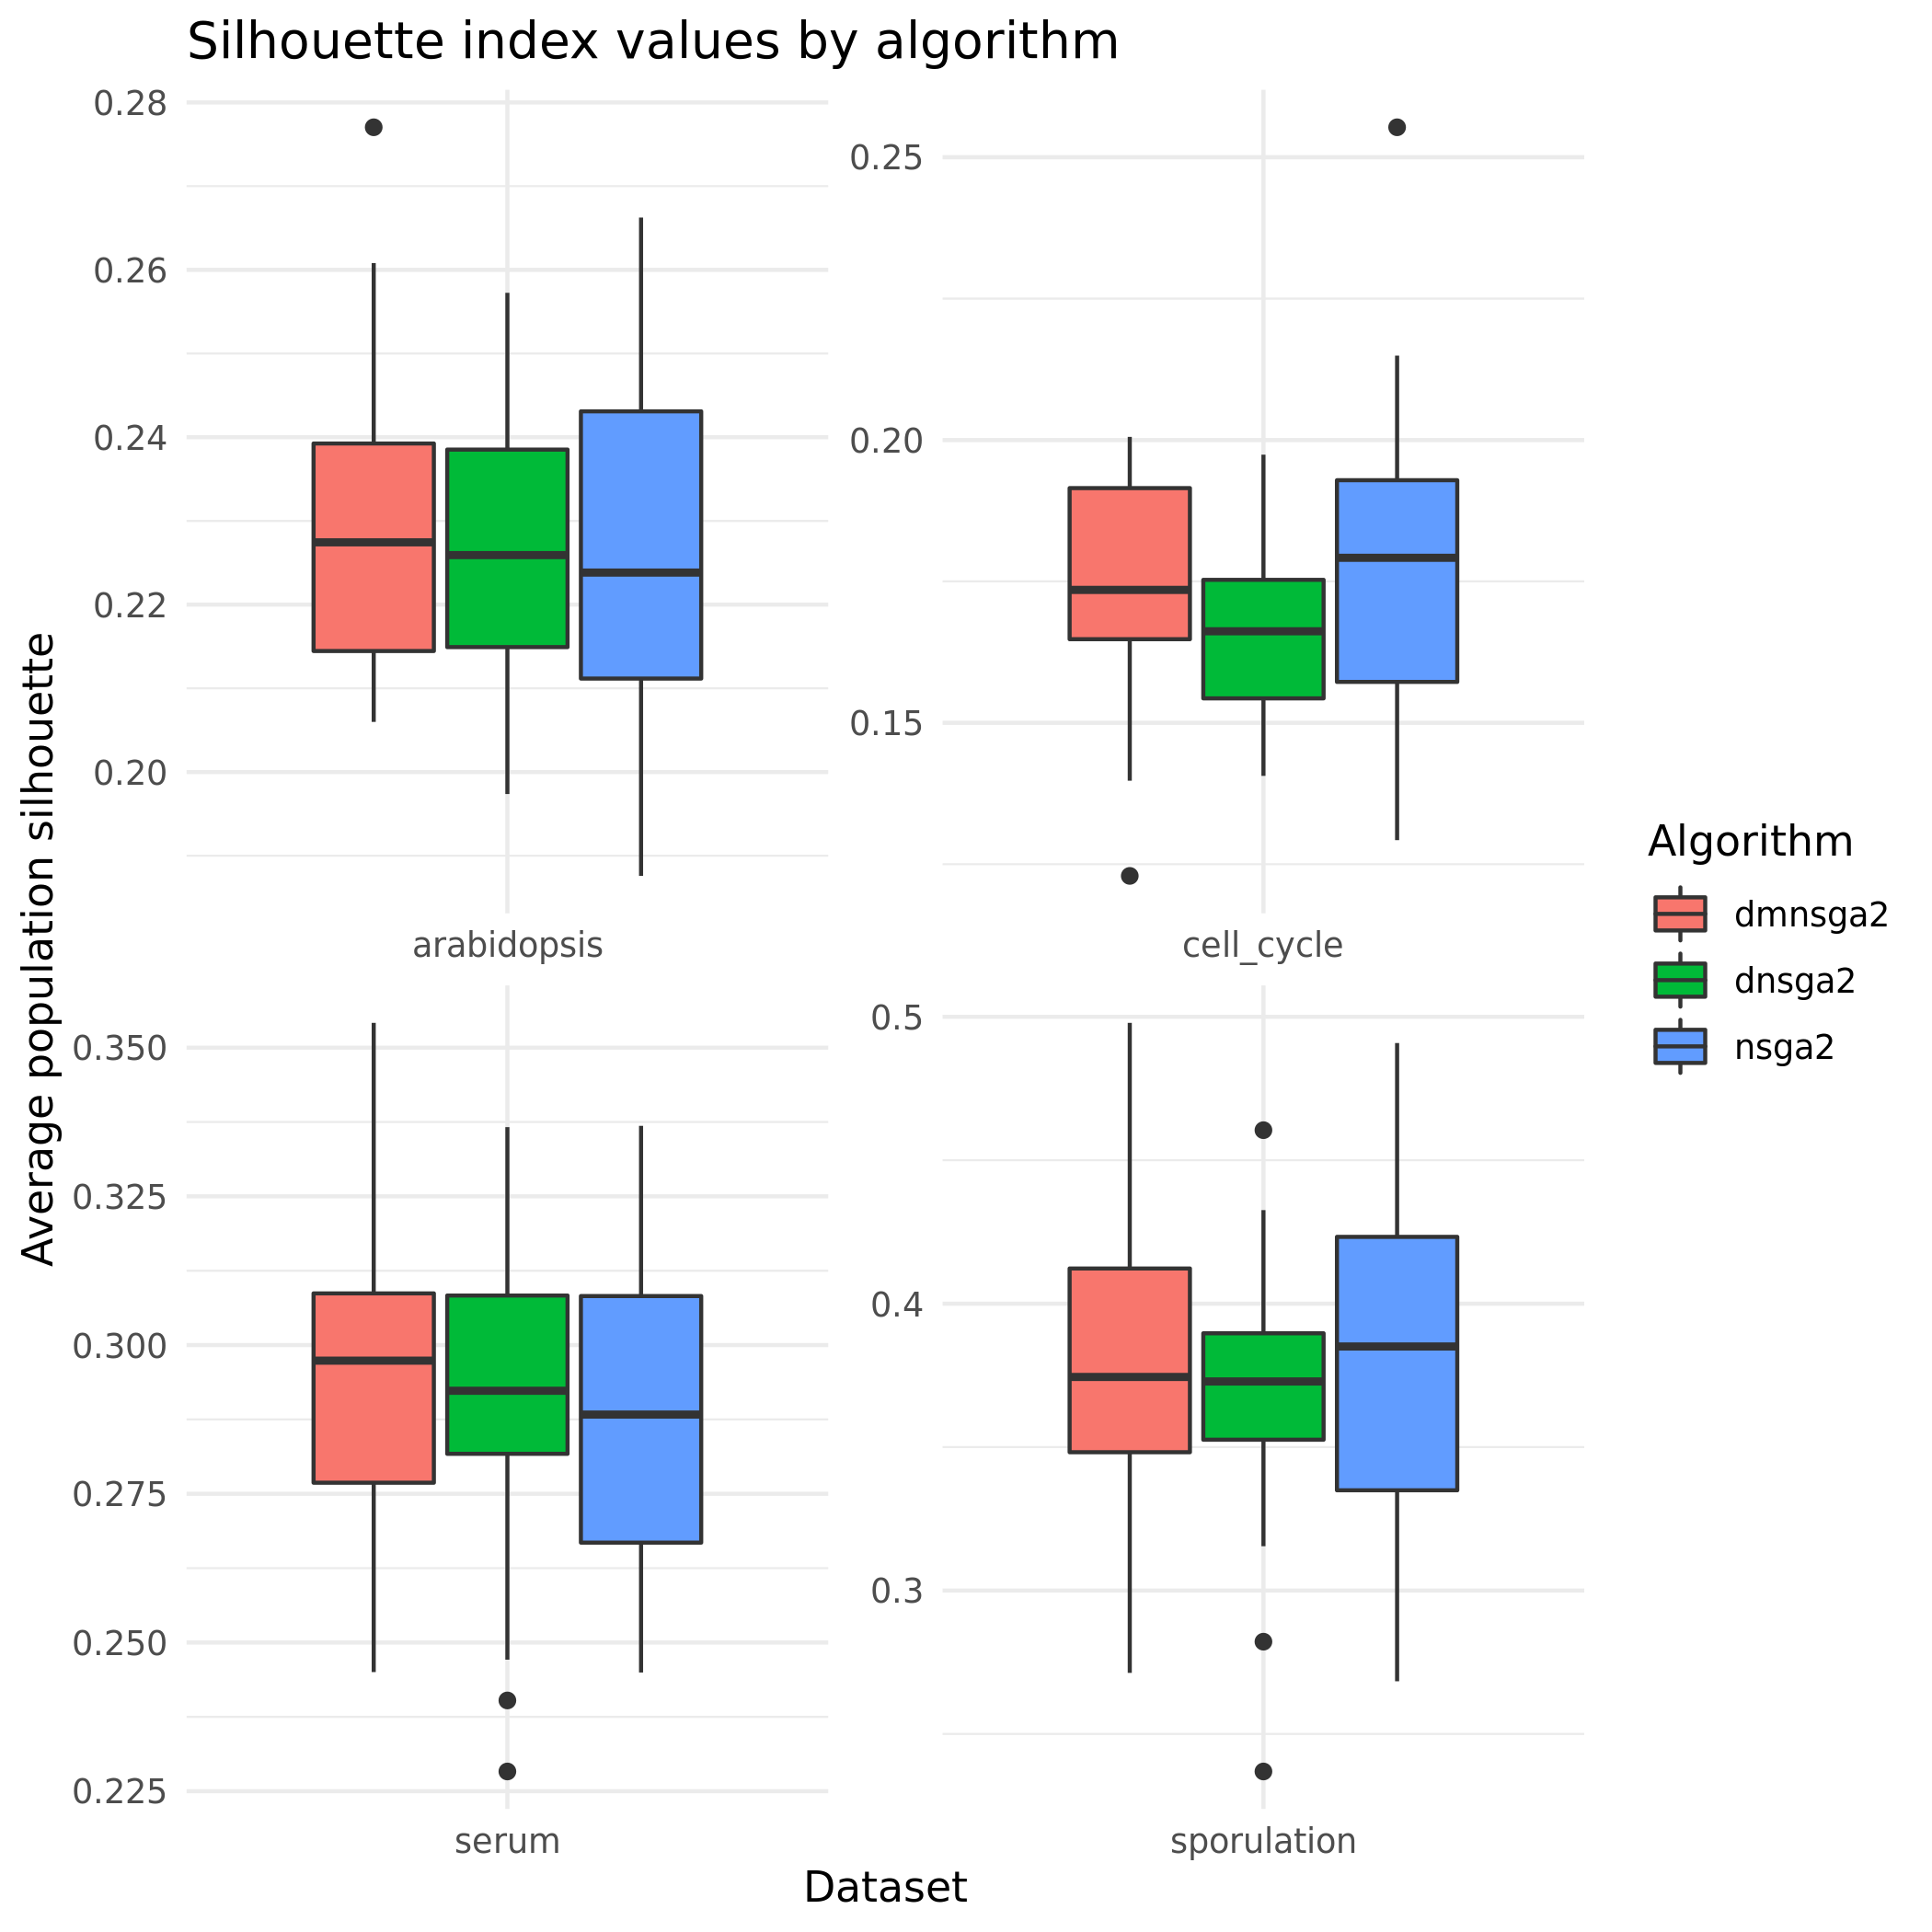 Silhouette index values by algorithm
Average population silhouette
0.28
0.26
0.24
0.22
0.20
arabidopsis
0.25
0.20
0.15
cell_cycle
0.350
0.325
0.300
0.275
0.250
0.225
serum
0.5
0.4
0.3
sporulation
Dataset
Algorithm
dmnsga2
dnsga2
nsga2